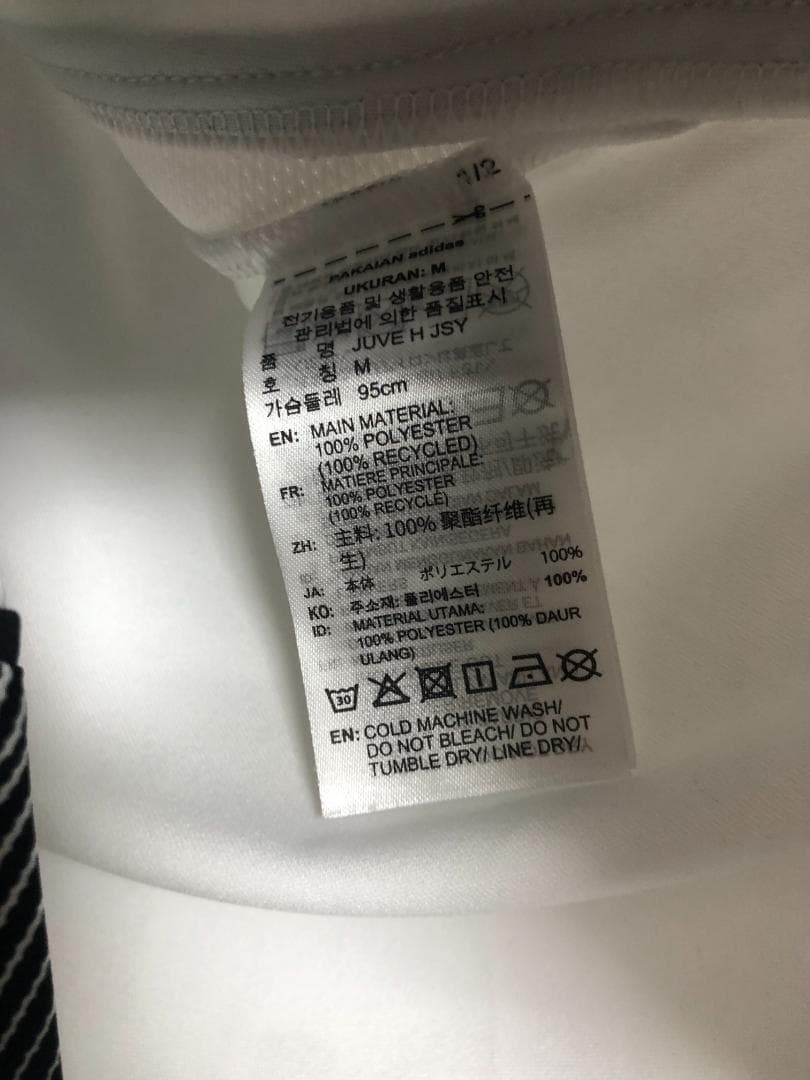 1/2
PAKAIAN adidas
UKURAN: M
전기용품 및 생활용품 안전
관리법에 의한 품질표시
품 명 JUVE H JSY
호 칭 M
가슴둘레 95cm
EN: MAIN MATERIAL:
100% POLYESTER
(100% RECYCLED)
FR: MATIERE PRINCIPALE:
100% POLYESTER
(100% RECYCLÉ)
ZH: 主料: 100% 聚酯纤维(再
生)
JA: 本体 ポリエステル 100%
KO: 주소재: 폴리에스터 100%
ID: MATERIAL UTAMA:
100% POLYESTER (100% DAUR
ULANG)
30
EN: COLD MACHINE WASH/
DO NOT BLEACH/ DO NOT
TUMBLE DRY/ LINE DRY/